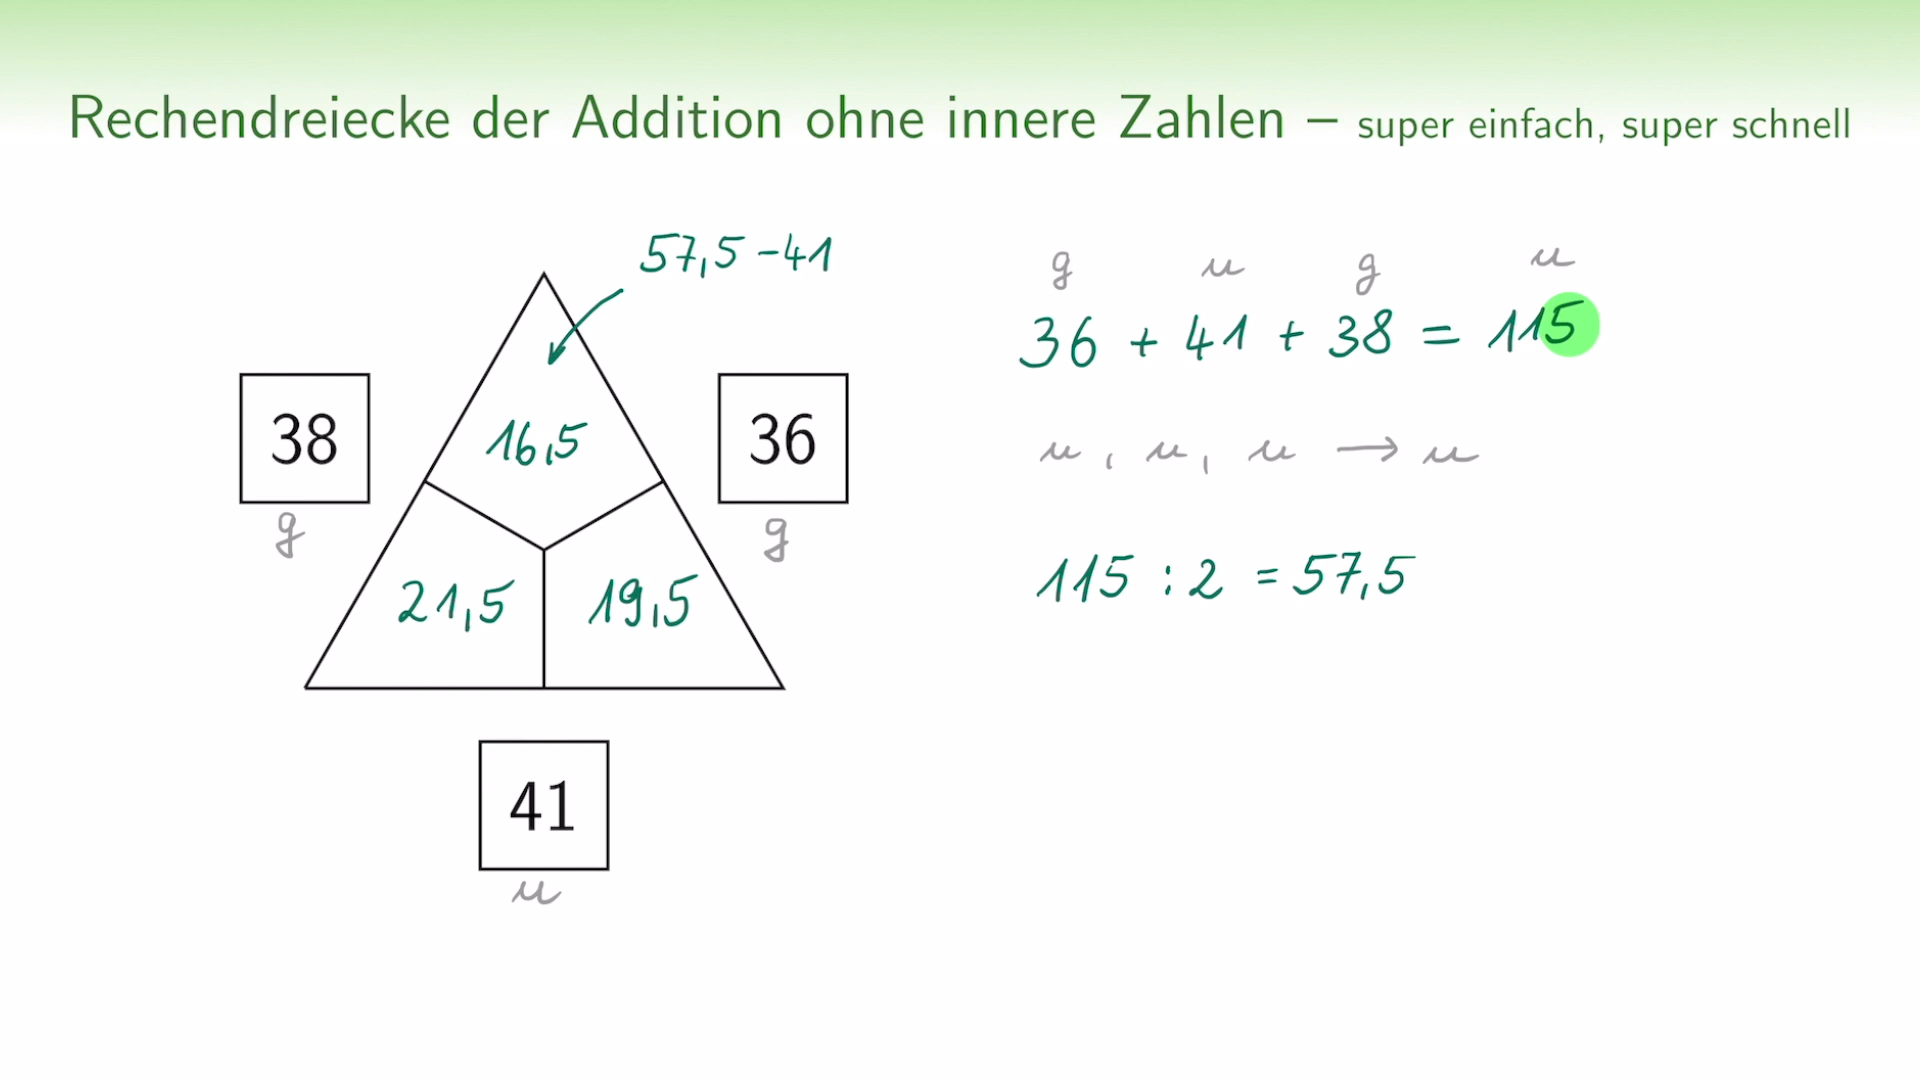 Rechendreiecke der Addition ohne innere Zahlen – super einfach, super schnell
57,5 - 41
38
36
g
g
16,5
21,5
19,5
41
u
g u g u
36 + 41 + 38 = 115
u, u, u → u
115 : 2 = 57,5